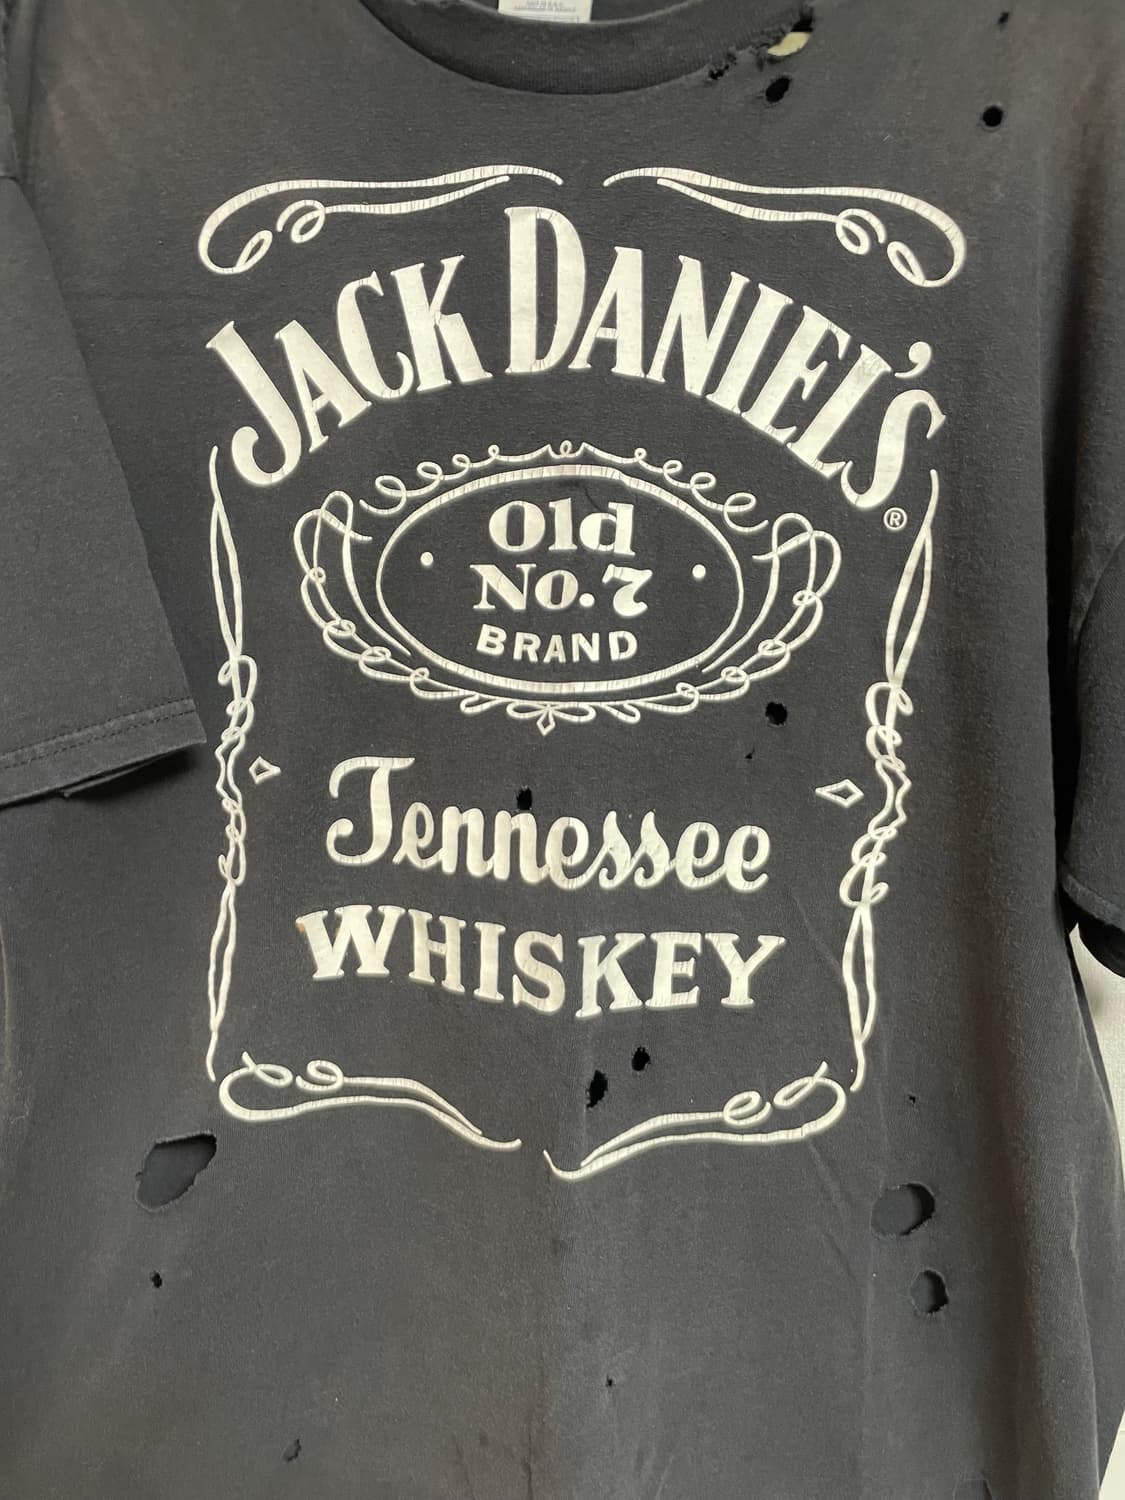 JACK DANIEL'S ®
Old
No. 7
BRAND
Tennessee
WHISKEY